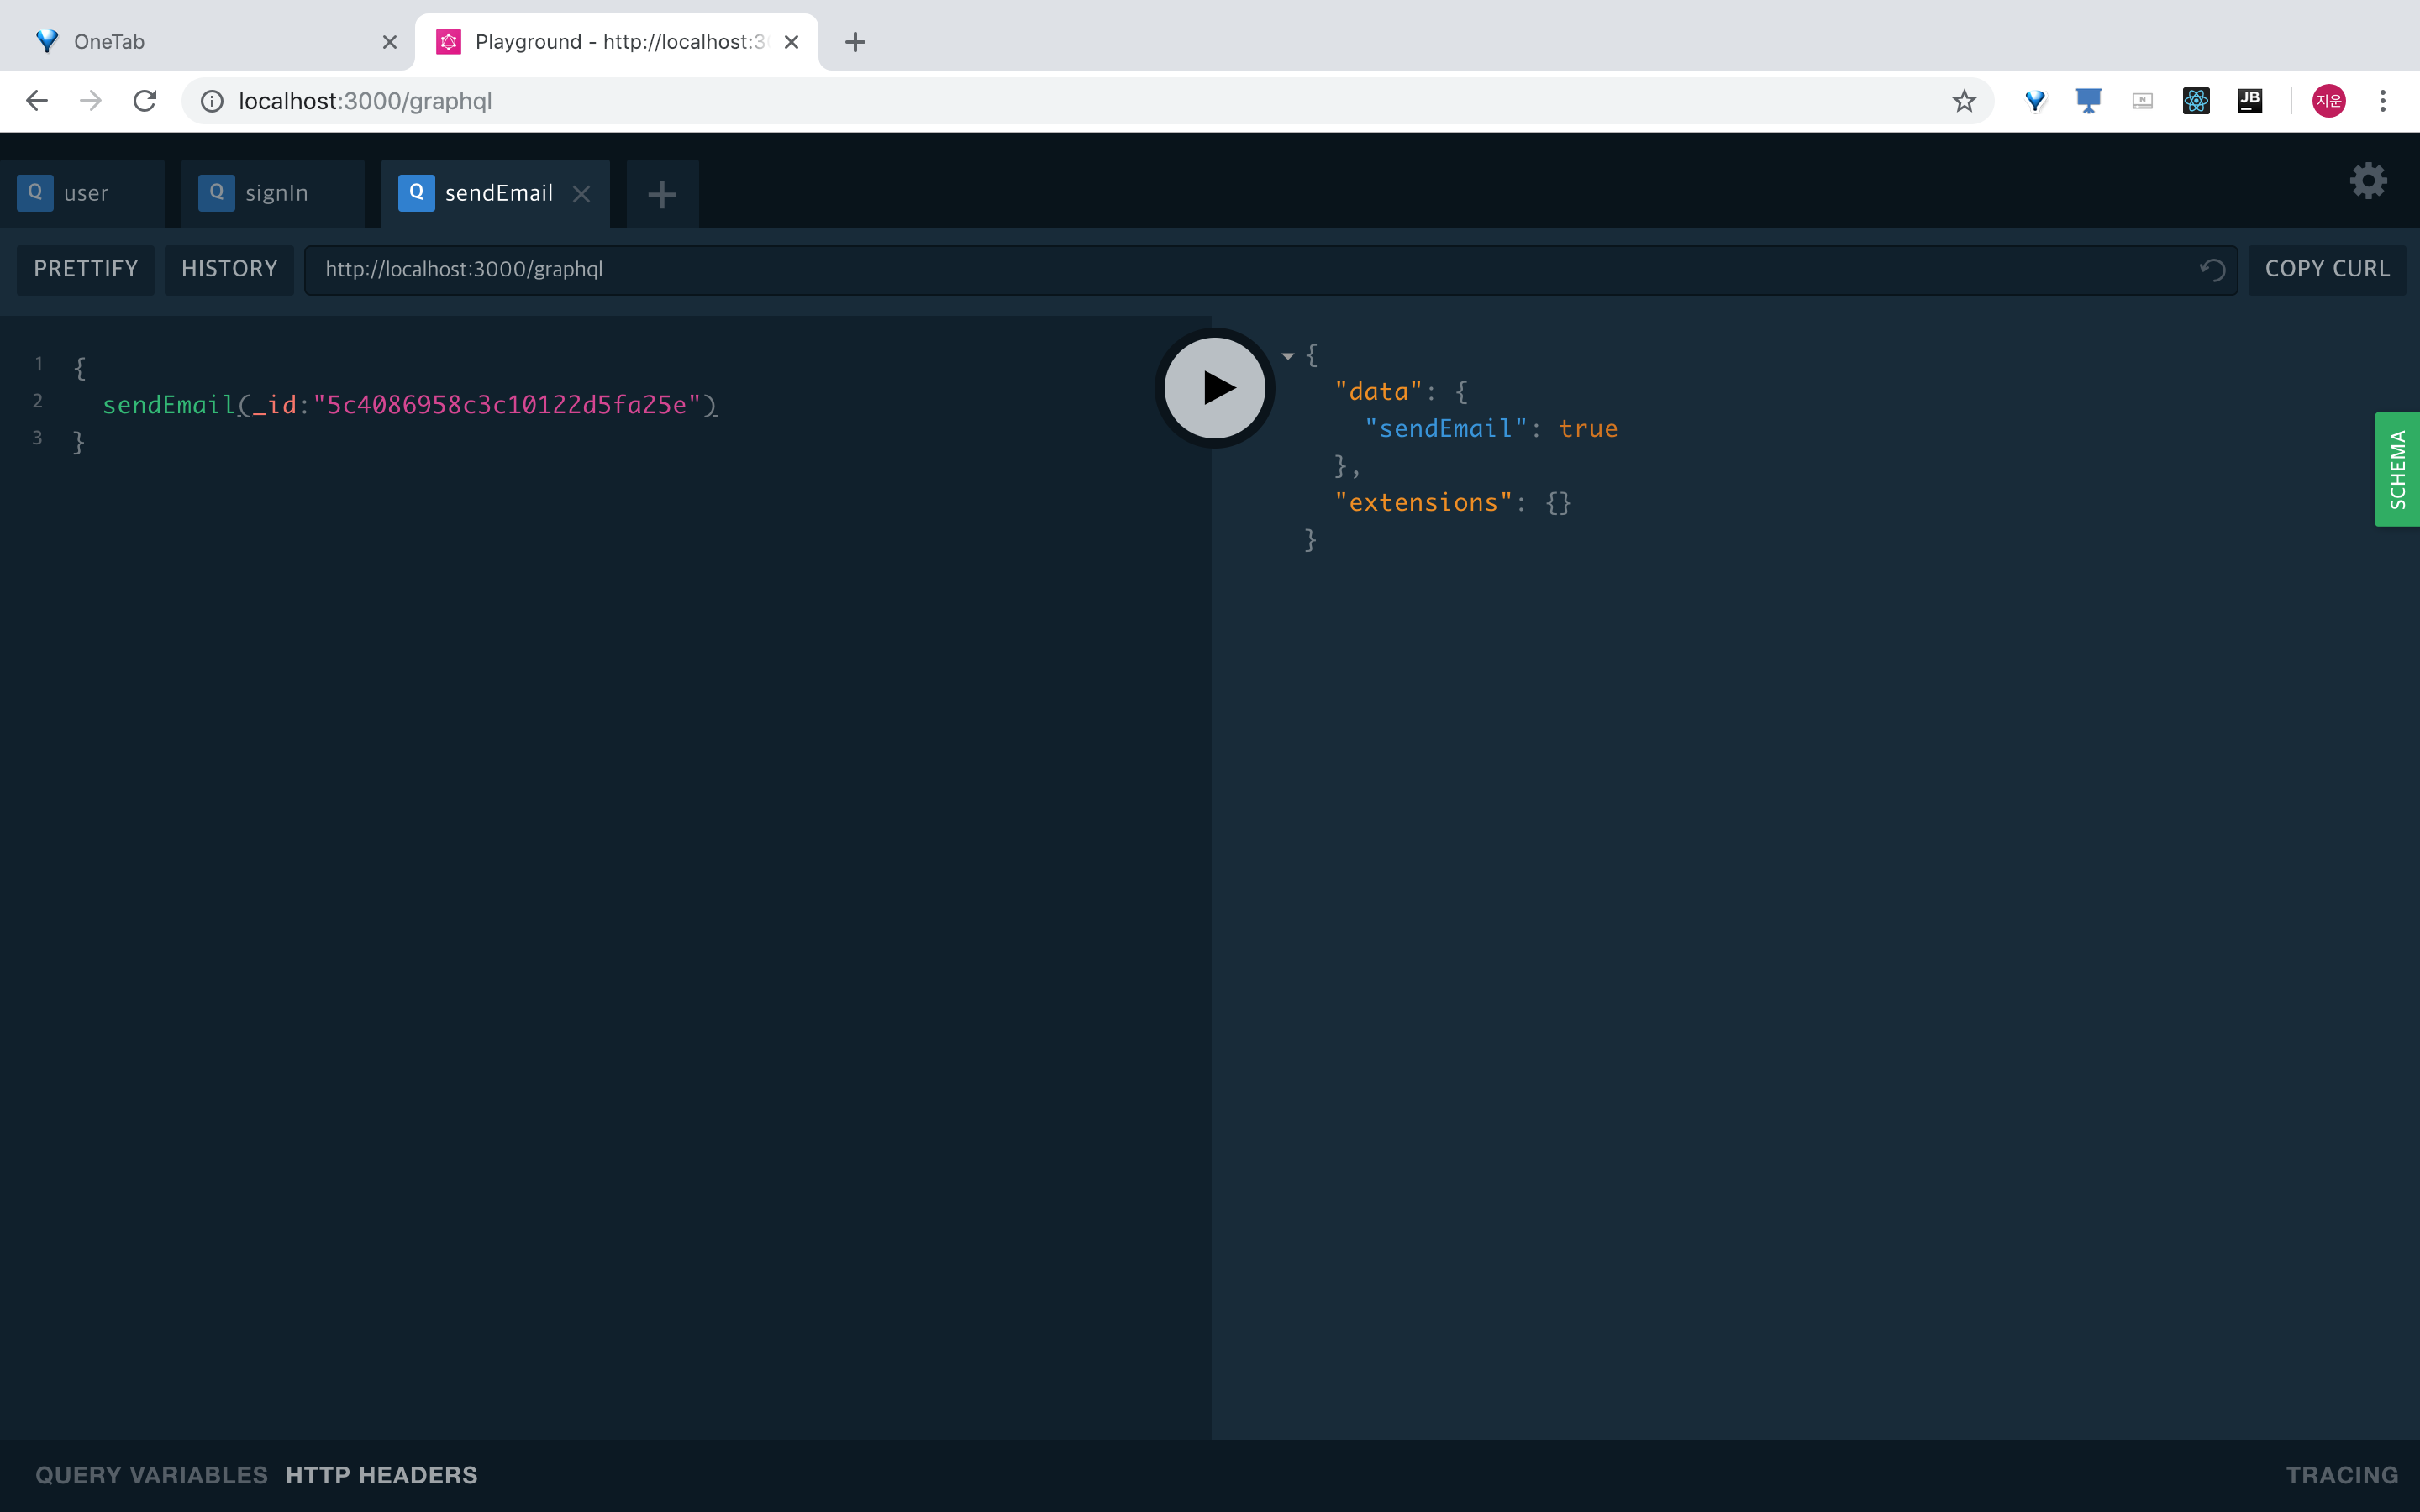 OneTab
Playground - http://localhost:3
localhost:3000/graphql
JB
지운
Q user
Q signIn
Q sendEmail
PRETTIFY
HISTORY
http://localhost:3000/graphql
COPY CURL
1 {
2 sendEmail(_id:"5c4086958c3c10122d5fa25e")
3 }
{
"data": {
"sendEmail": true
},
"extensions": {}
}
SCHEMA
QUERY VARIABLES
HTTP HEADERS
TRACING